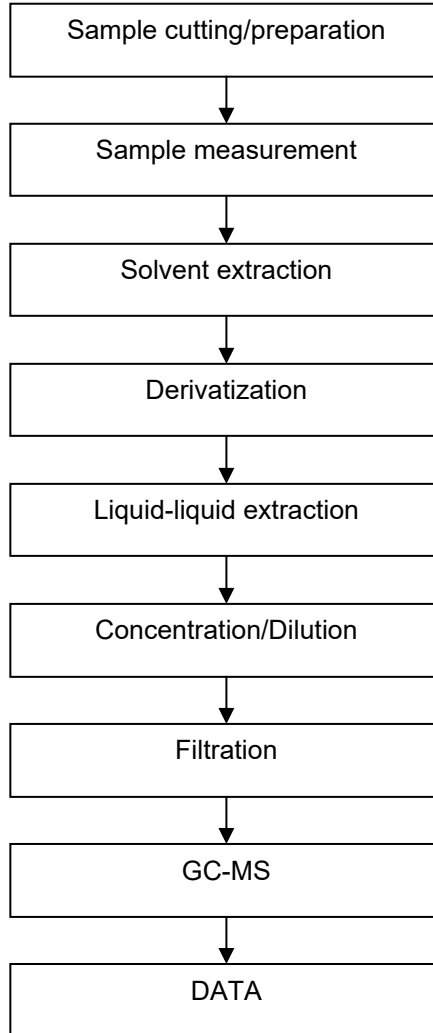 Sample cutting/preparation
Sample measurement
Solvent extraction
Derivatization
Liquid-liquid extraction
Concentration/Dilution
Filtration
GC-MS
DATA